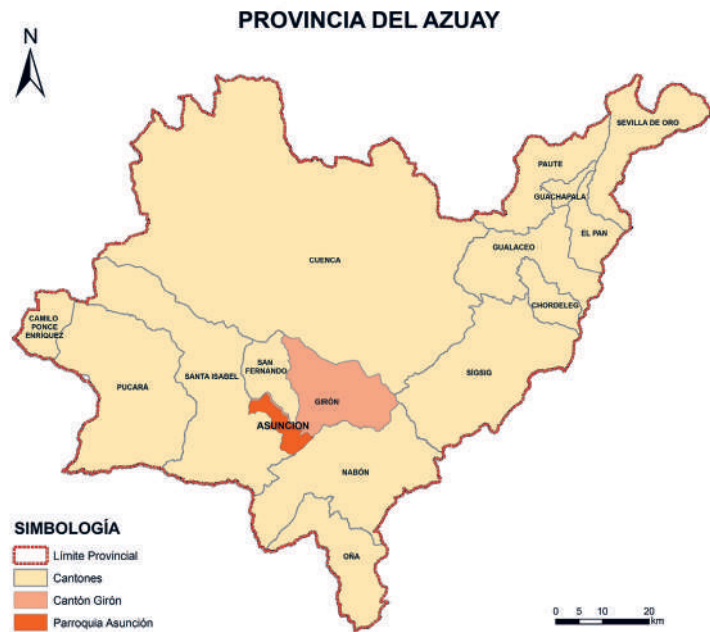 PROVINCIA DEL AZUAY
N
SEVILLA DE ORO
PAUTE
GUACHAPALA
EL PAN
GUALACEO
CUENCA
CHORDELEG
CAMILO
PONCE
ENRÍQUEZ
SAN
FERNANDO
SANTA ISABEL
SÍGSIG
PUCARÁ
GIRÓN
ASUNCION
NABÓN
OÑA
SIMBOLOGÍA
Límite Provincial
Cantones
Cantón Girón
Parroquia Asunción
0 5 10 20
km